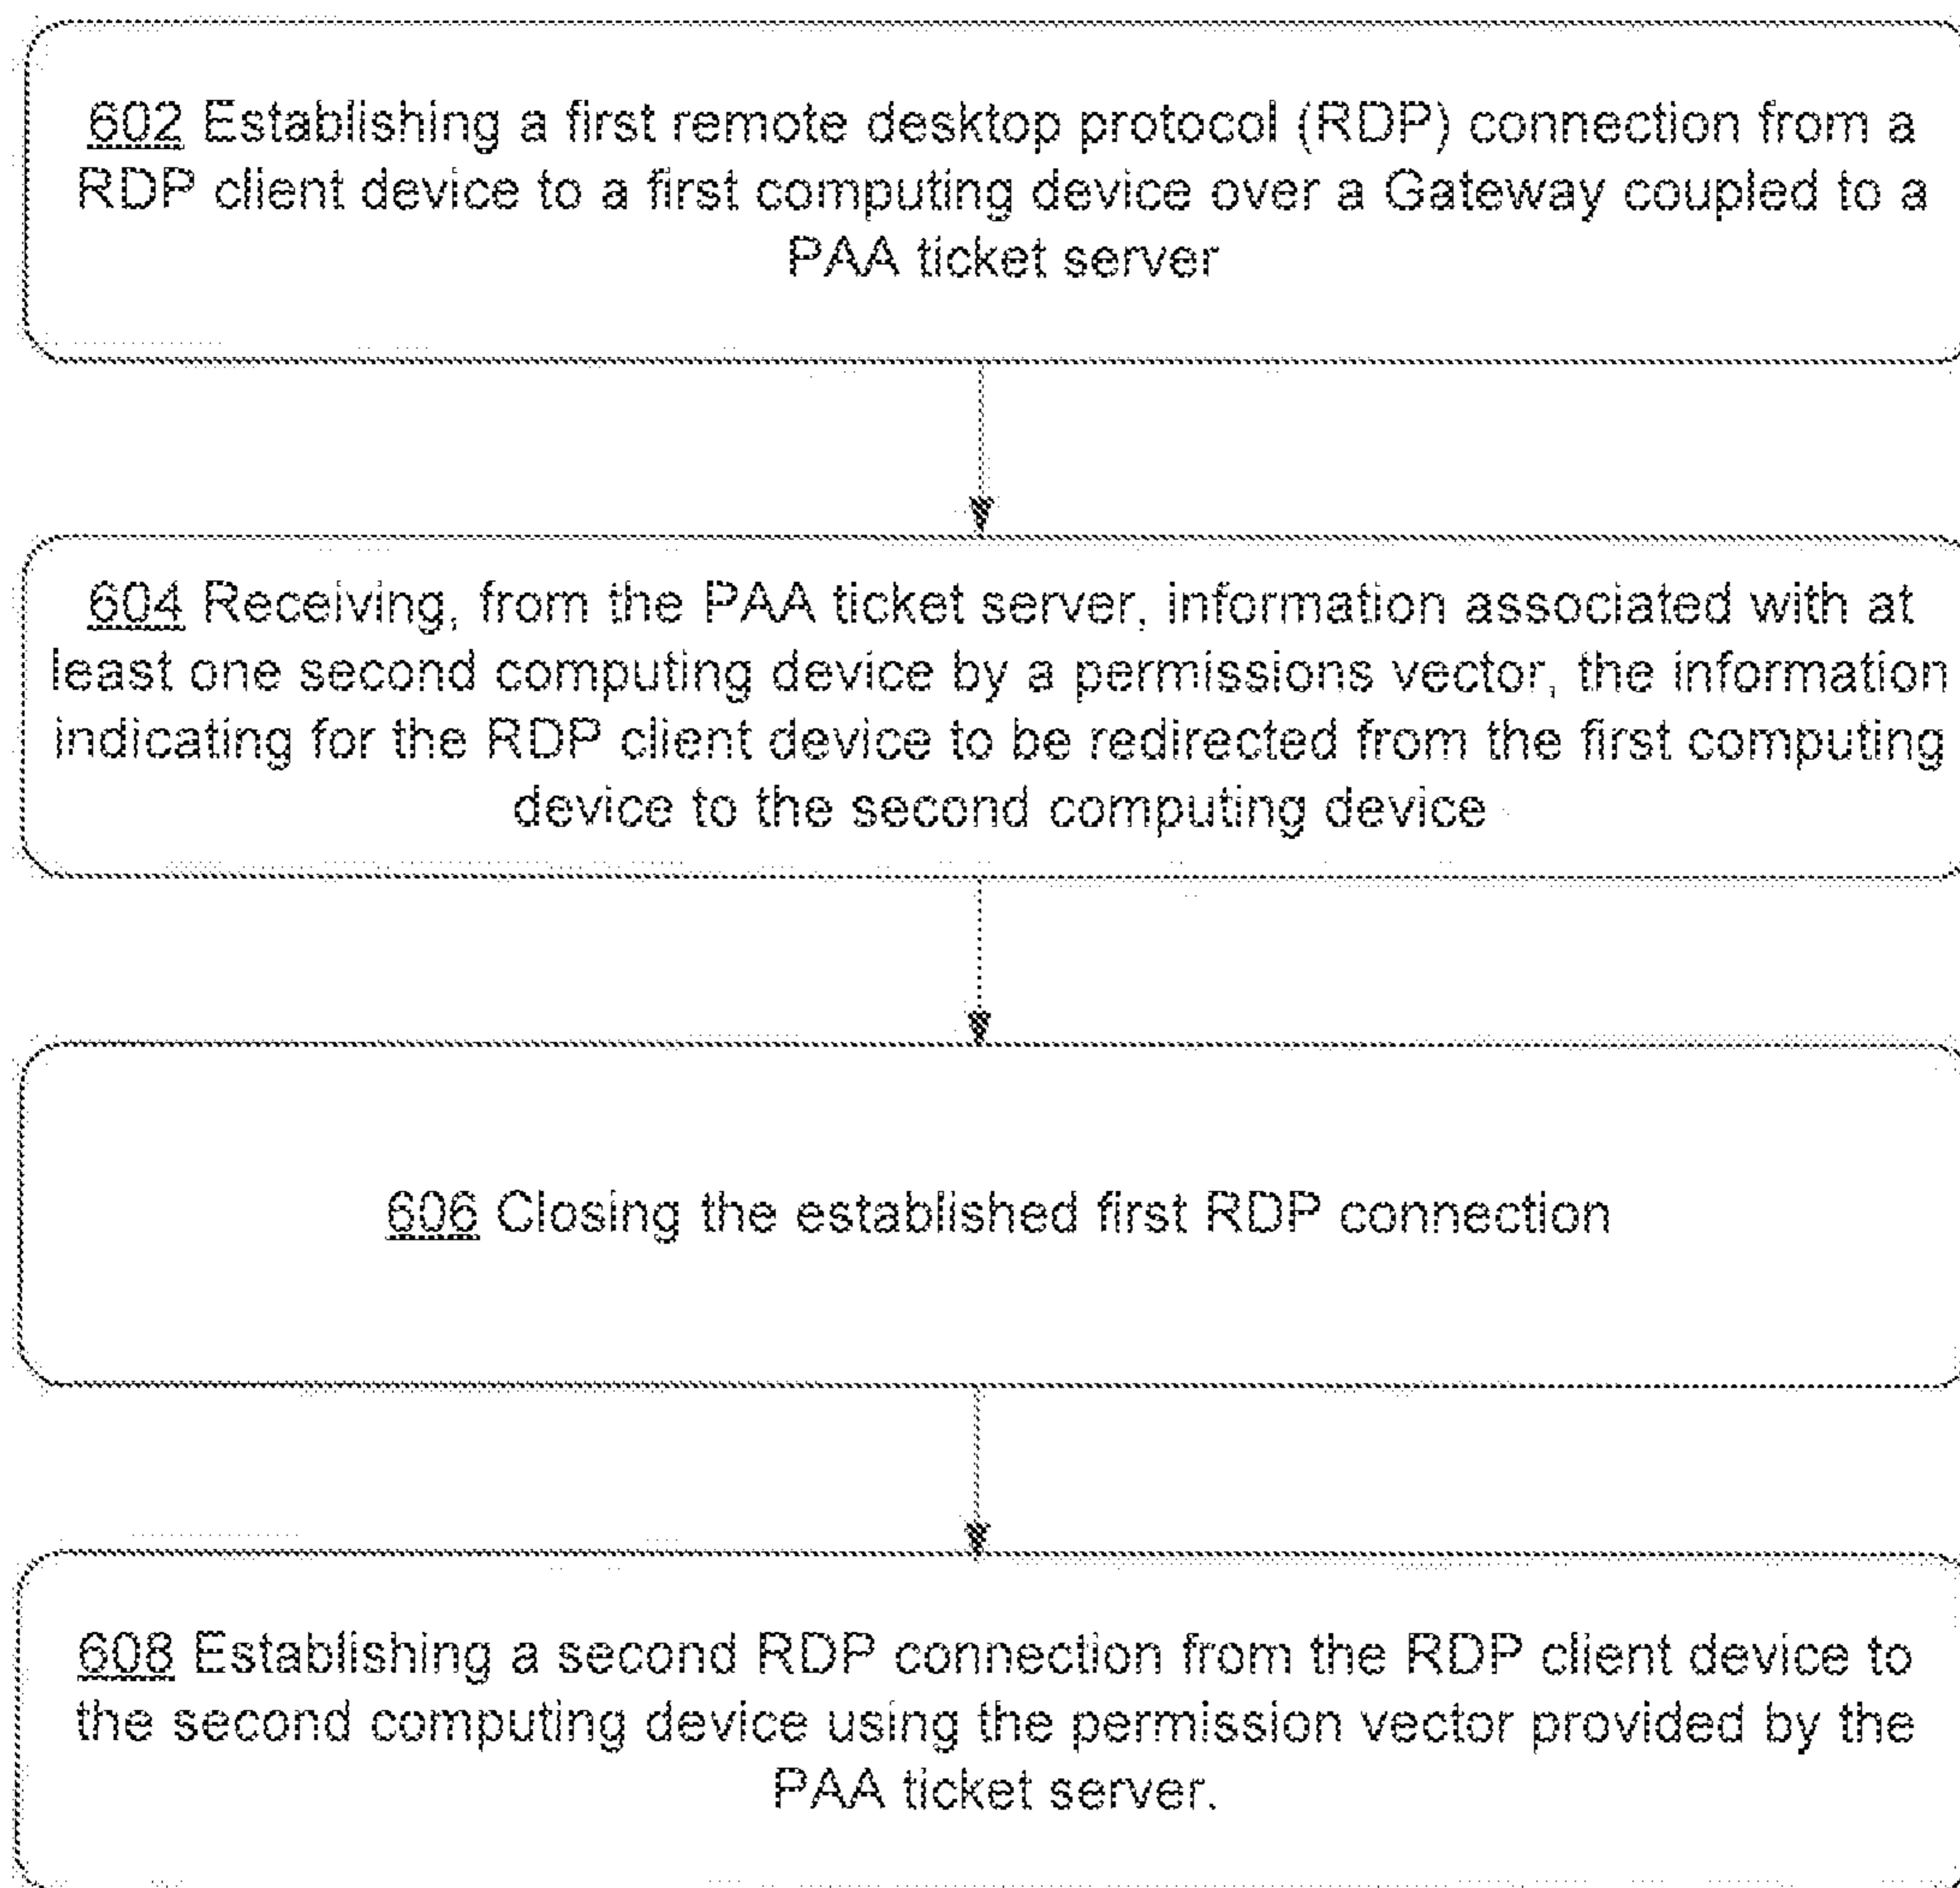 602 Establishing a first remote desktop protocol (RDP) connection from a
RDP client device to a first computing device over a Gateway coupled to a
PAA ticket server
604 Receiving, from the PAA ticket server, information associated with at
least one second computing device by a permissions vector, the information
indicating for the RDP client device to be redirected from the first computing
device to the second computing device
606 Closing the established first RDP connection
608 Establishing a second RDP connection from the RDP client device to
the second computing device using the permission vector provided by the
PAA ticket server.